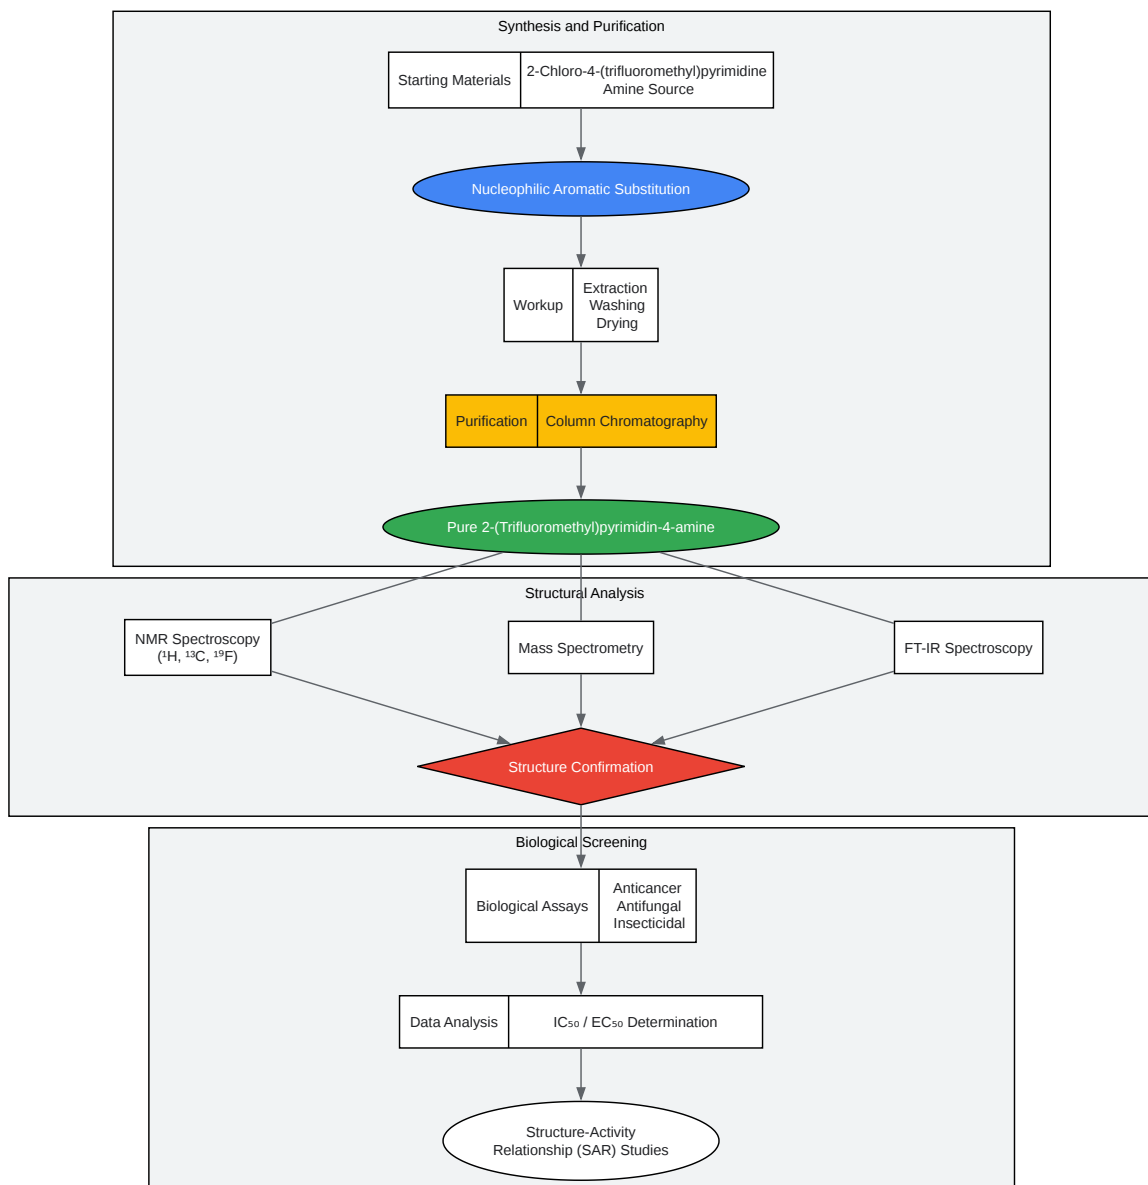 Synthesis and Purification
Starting Materials
2-Chloro-4-(trifluoromethyl)pyrimidine
Amine Source
Nucleophilic Aromatic Substitution
Workup
Extraction
Washing
Drying
Purification
Column Chromatography
Pure 2-(Trifluoromethyl)pyrimidin-4-amine
Structural Analysis
NMR Spectroscopy
(¹H, ¹³C, ¹⁹F)
Mass Spectrometry
FT-IR Spectroscopy
Structure Confirmation
Biological Screening
Biological Assays
Anticancer
Antifungal
Insecticidal
Data Analysis
IC₅₀ / EC₅₀ Determination
Structure-Activity
Relationship (SAR) Studies